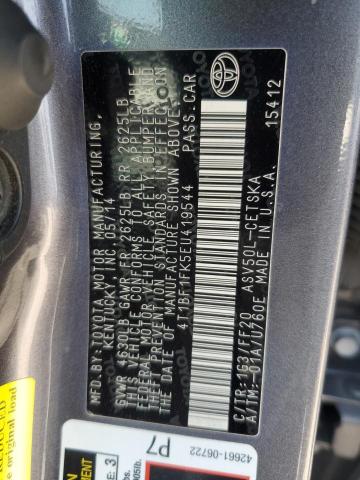 MFD.BY:TOYOTA MOTOR MANUFACTURING,
KENTUCKY, INC. 05/14
GVWR 4630LB GAWR FR 2625LB RR 2625LB
THIS VEHICLE CONFORMS TO ALL APPLICABLE
FEDERAL MOTOR VEHICLE SAFETY, BUMPER, AND
THEFT PREVENTION STANDARDS IN EFFECT ON
THE DATE OF MANUFACTURE SHOWN ABOVE.
4T1BF1FK5EU419544 PASS.CAR
C/TR: 1G3/FF20 ASV50L-CETSKA
A/TM: -01A/U760E MADE IN U.S.A. 15412
42661-06722
P7